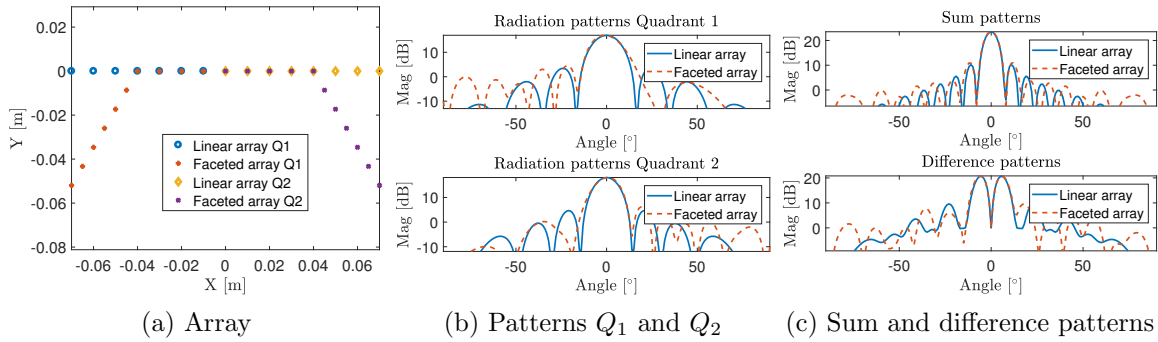 0.02
0
-0.02
-0.04
-0.06
-0.08
Y [m]
Linear array Q1
Faceted array Q1
Linear array Q2
Faceted array Q2
-0.06 -0.04 -0.02 0 0.02 0.04 0.06
X [m]
(a) Array
Radiation patterns Quadrant 1
Mag [dB]
10
0
-10
Linear array
Faceted array
-50 0 50
Angle [°]
Radiation patterns Quadrant 2
Mag [dB]
10
0
-10
Linear array
Faceted array
-50 0 50
Angle [°]
(b) Patterns Q1 and Q2
Sum patterns
Mag [dB]
20
10
0
Linear array
Faceted array
-50 0 50
Angle [°]
Difference patterns
Mag [dB]
20
10
0
Linear array
Faceted array
-50 0 50
Angle [°]
(c) Sum and difference patterns